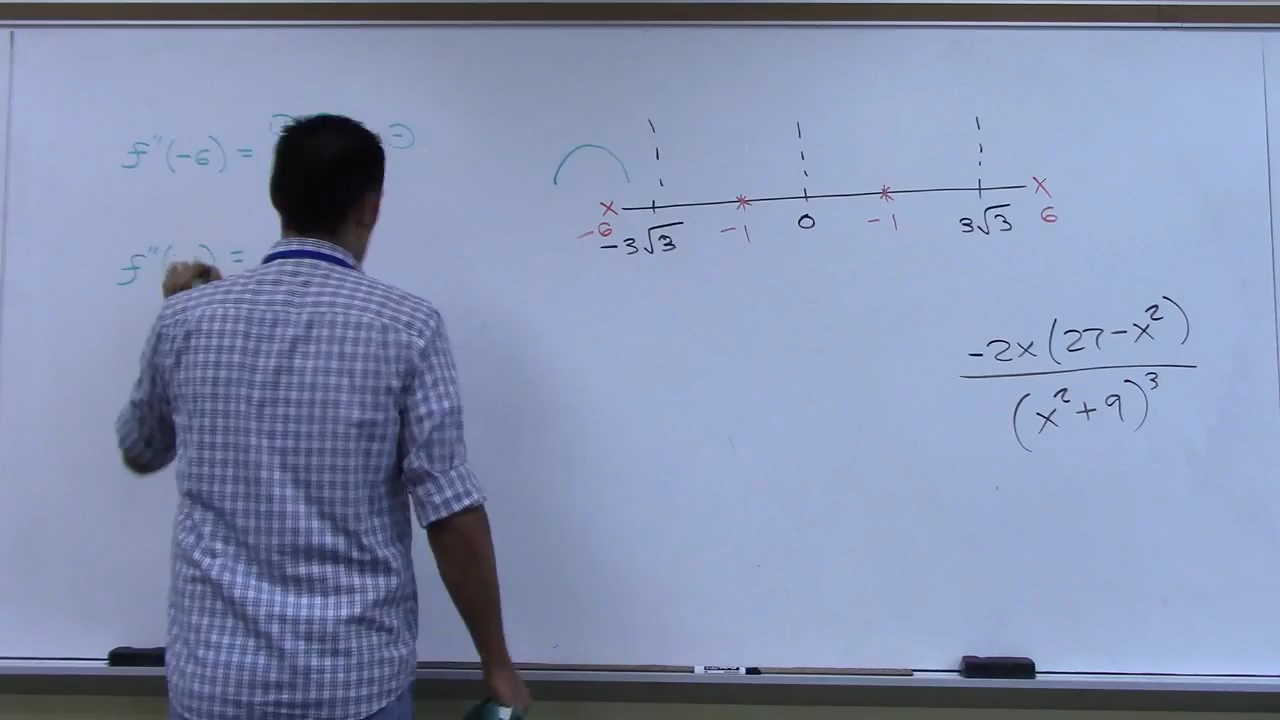 f''(-6) = ⊖
f''( ) =
-6 -1 0 -1 6
-3√3 3√3
-2x(27-x²)
(x²+9)³